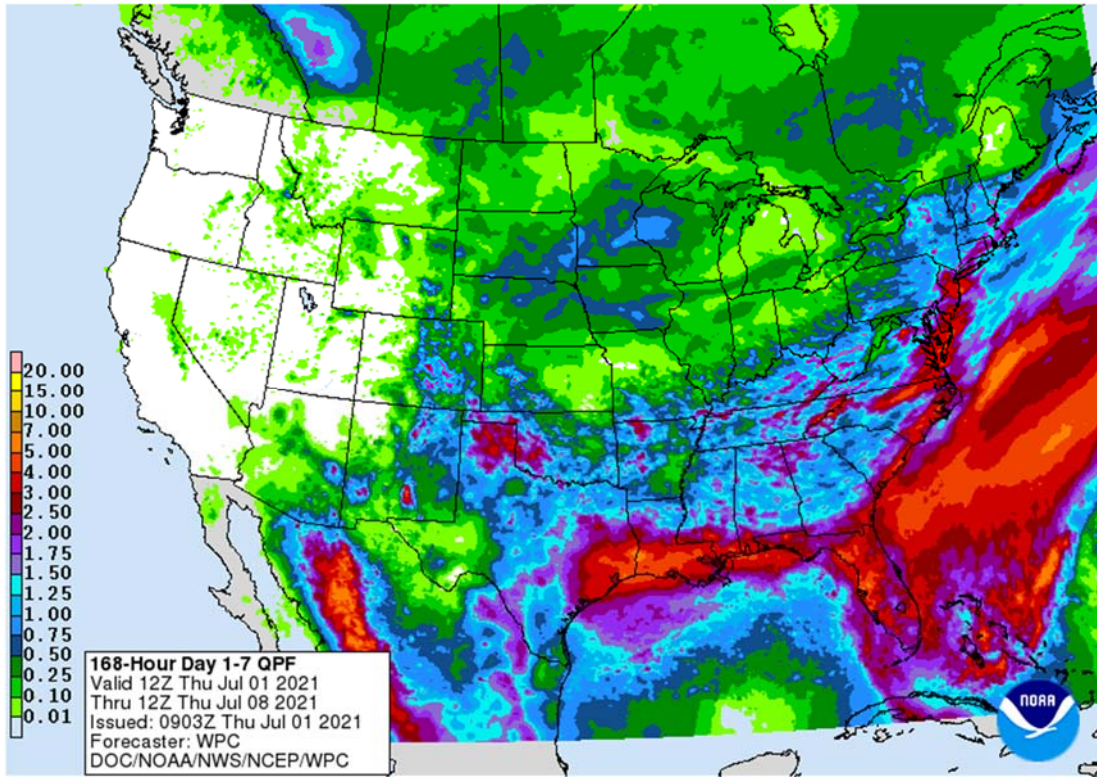 20.00
15.00
10.00
7.00
5.00
4.00
3.00
2.50
2.00
1.75
1.50
1.25
1.00
0.75
0.50
0.25
0.10
0.01
168-Hour Day 1-7 QPF
Valid 12Z Thu Jul 01 2021
Thru 12Z Thu Jul 08 2021
Issued: 0903Z Thu Jul 01 2021
Forecaster: WPC
DOC/NOAA/NWS/NCEP/WPC
NOAA